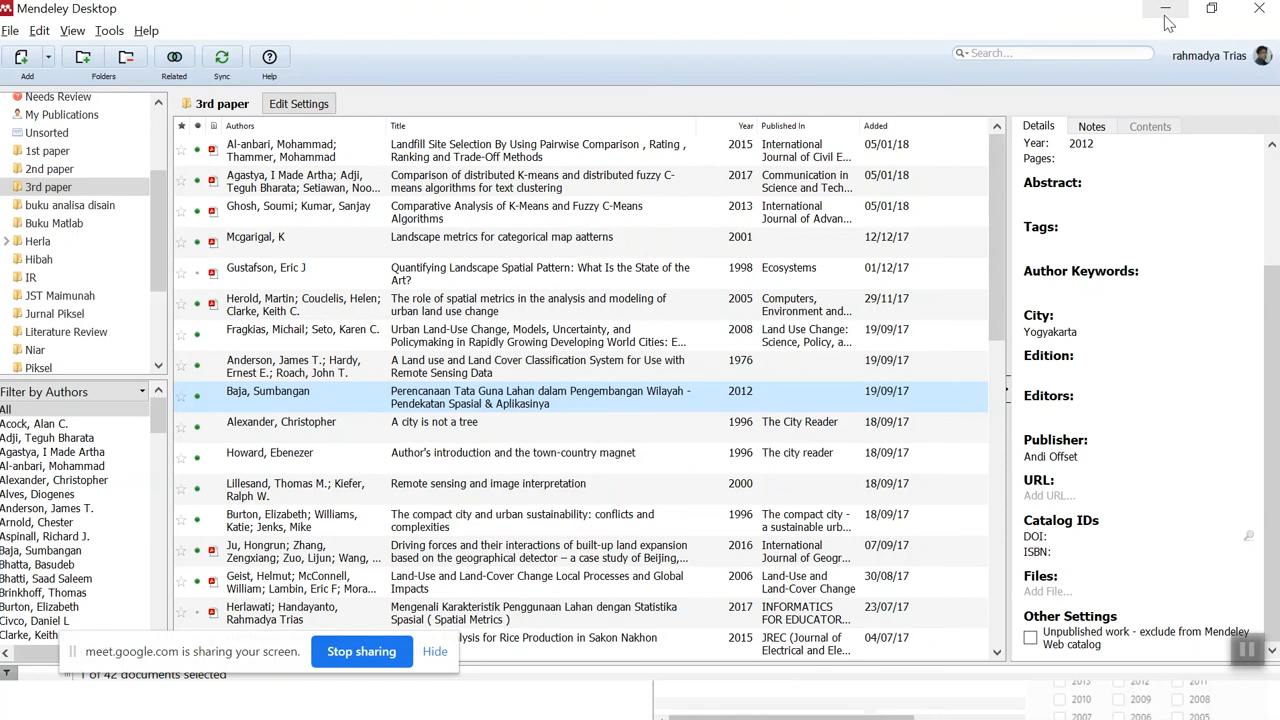 Mendeley Desktop
File Edit View Tools Help
Add Folders Related Sync Help
Search...
rahmadya Trias
Needs Review
My Publications
Unsorted
1st paper
2nd paper
3rd paper
buku analisa disain
Buku Matlab
Herla
Hibah
IR
JST Maimunah
Jurnal Piksel
Literature Review
Niar
Piksel
Filter by Authors
All
Acock, Alan C.
Adji, Teguh Bharata
Agastya, I Made Artha
Al-anbari, Mohammad
Alexander, Christopher
Alves, Diogenes
Anderson, James T.
Arnold, Chester
Aspinall, Richard J.
Baja, Sumbangan
Bhatta, Basudeb
Bhatti, Saad Saleem
Brinkhoff, Thomas
Burton, Elizabeth
Civco, Daniel L
Clarke, Keith
3rd paper Edit Settings
Authors Title Year Published In Added
Al-anbari, Mohammad; Landfill Site Selection By Using Pairwise Comparison , Rating , 2015 International 05/01/18
Thammer, Mohammad Ranking and Trade-Off Methods Journal of Civil E...
Agastya, I Made Artha; Adji, Comparison of distributed K-means and distributed fuzzy C- 2017 Communication in 05/01/18
Teguh Bharata; Setiawan, Noo... means algorithms for text clustering Science and Tech...
Ghosh, Soumi; Kumar, Sanjay Comparative Analysis of K-Means and Fuzzy C-Means 2013 International 05/01/18
Algorithms Journal of Advan...
Mcgarigal, K Landscape metrics for categorical map aatterns 2001 12/12/17
Gustafson, Eric J Quantifying Landscape Spatial Pattern: What Is the State of the 1998 Ecosystems 01/12/17
Art?
Herold, Martin; Couclelis, Helen; The role of spatial metrics in the analysis and modeling of 2005 Computers, 29/11/17
Clarke, Keith C. urban land use change Environment and...
Fragkias, Michail; Seto, Karen C. Urban Land-Use Change, Models, Uncertainty, and 2008 Land Use Change: 19/09/17
Policymaking in Rapidly Growing Developing World Cities: E... Science, Policy, a...
Anderson, James T.; Hardy, A Land use and Land Cover Classification System for Use with 1976 19/09/17
Ernest E.; Roach, John T. Remote Sensing Data
Baja, Sumbangan Perencanaan Tata Guna Lahan dalam Pengembangan Wilayah - 2012 19/09/17
Pendekatan Spasial & Aplikasinya
Alexander, Christopher A city is not a tree 1996 The City Reader 18/09/17
Howard, Ebenezer Author's introduction and the town-country magnet 1996 The city reader 18/09/17
Lillesand, Thomas M.; Kiefer, Remote sensing and image interpretation 2000 18/09/17
Ralph W.
Burton, Elizabeth; Williams, The compact city and urban sustainability: conflicts and 1996 The compact city - 18/09/17
Katie; Jenks, Mike complexities a sustainable urb...
Ju, Hongrun; Zhang, Driving forces and their interactions of built-up land expansion 2016 International 07/09/17
Zengxiang; Zuo, Lijun; Wang, ... based on the geographical detector – a case study of Beijing,... Journal of Geogr...
Geist, Helmut; McConnell, Land-Use and Land-Cover Change Local Processes and Global 2006 Land-Use and 30/08/17
William; Lambin, Eric F; Mora... Impacts Land-Cover Change
Herlawati; Handayanto, Mengenali Karakteristik Penggunaan Lahan dengan Statistika 2017 INFORMATICS 23/07/17
Rahmadya Trias Spasial ( Spatial Metrics ) FOR EDUCATOR...
alysis for Rice Production in Sakon Nakhon 2015 JREC (Journal of 04/07/17
Electrical and Ele...
Details Notes Contents
Year: 2012
Pages:
Abstract:
Tags:
Author Keywords:
City:
Yogyakarta
Edition:
Editors:
Publisher:
Andi Offset
URL:
Add URL...
Catalog IDs
DOI:
ISBN:
Files:
Add File...
Other Settings
Unpublished work - exclude from Mendeley
Web catalog
meet.google.com is sharing your screen. Stop sharing Hide
1 of 42 documents selected
2013 2012 2011
2010 2009 2008
2007 2006 2005